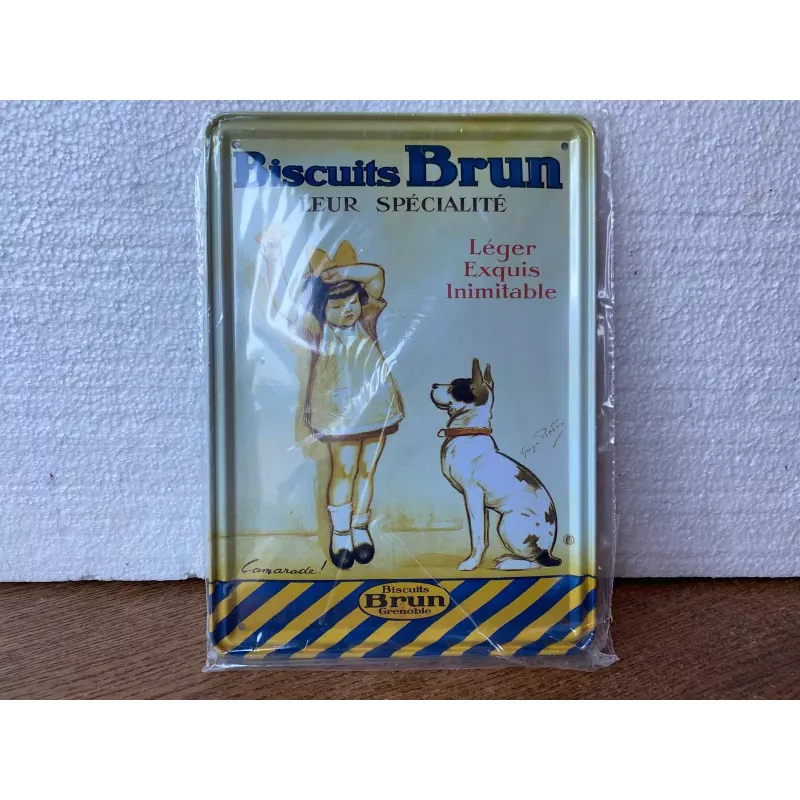 Biscuits Brun
LEUR SPÉCIALITÉ
Léger
Exquis
Inimitable
Camarade!
Biscuits
Brun
Grenoble